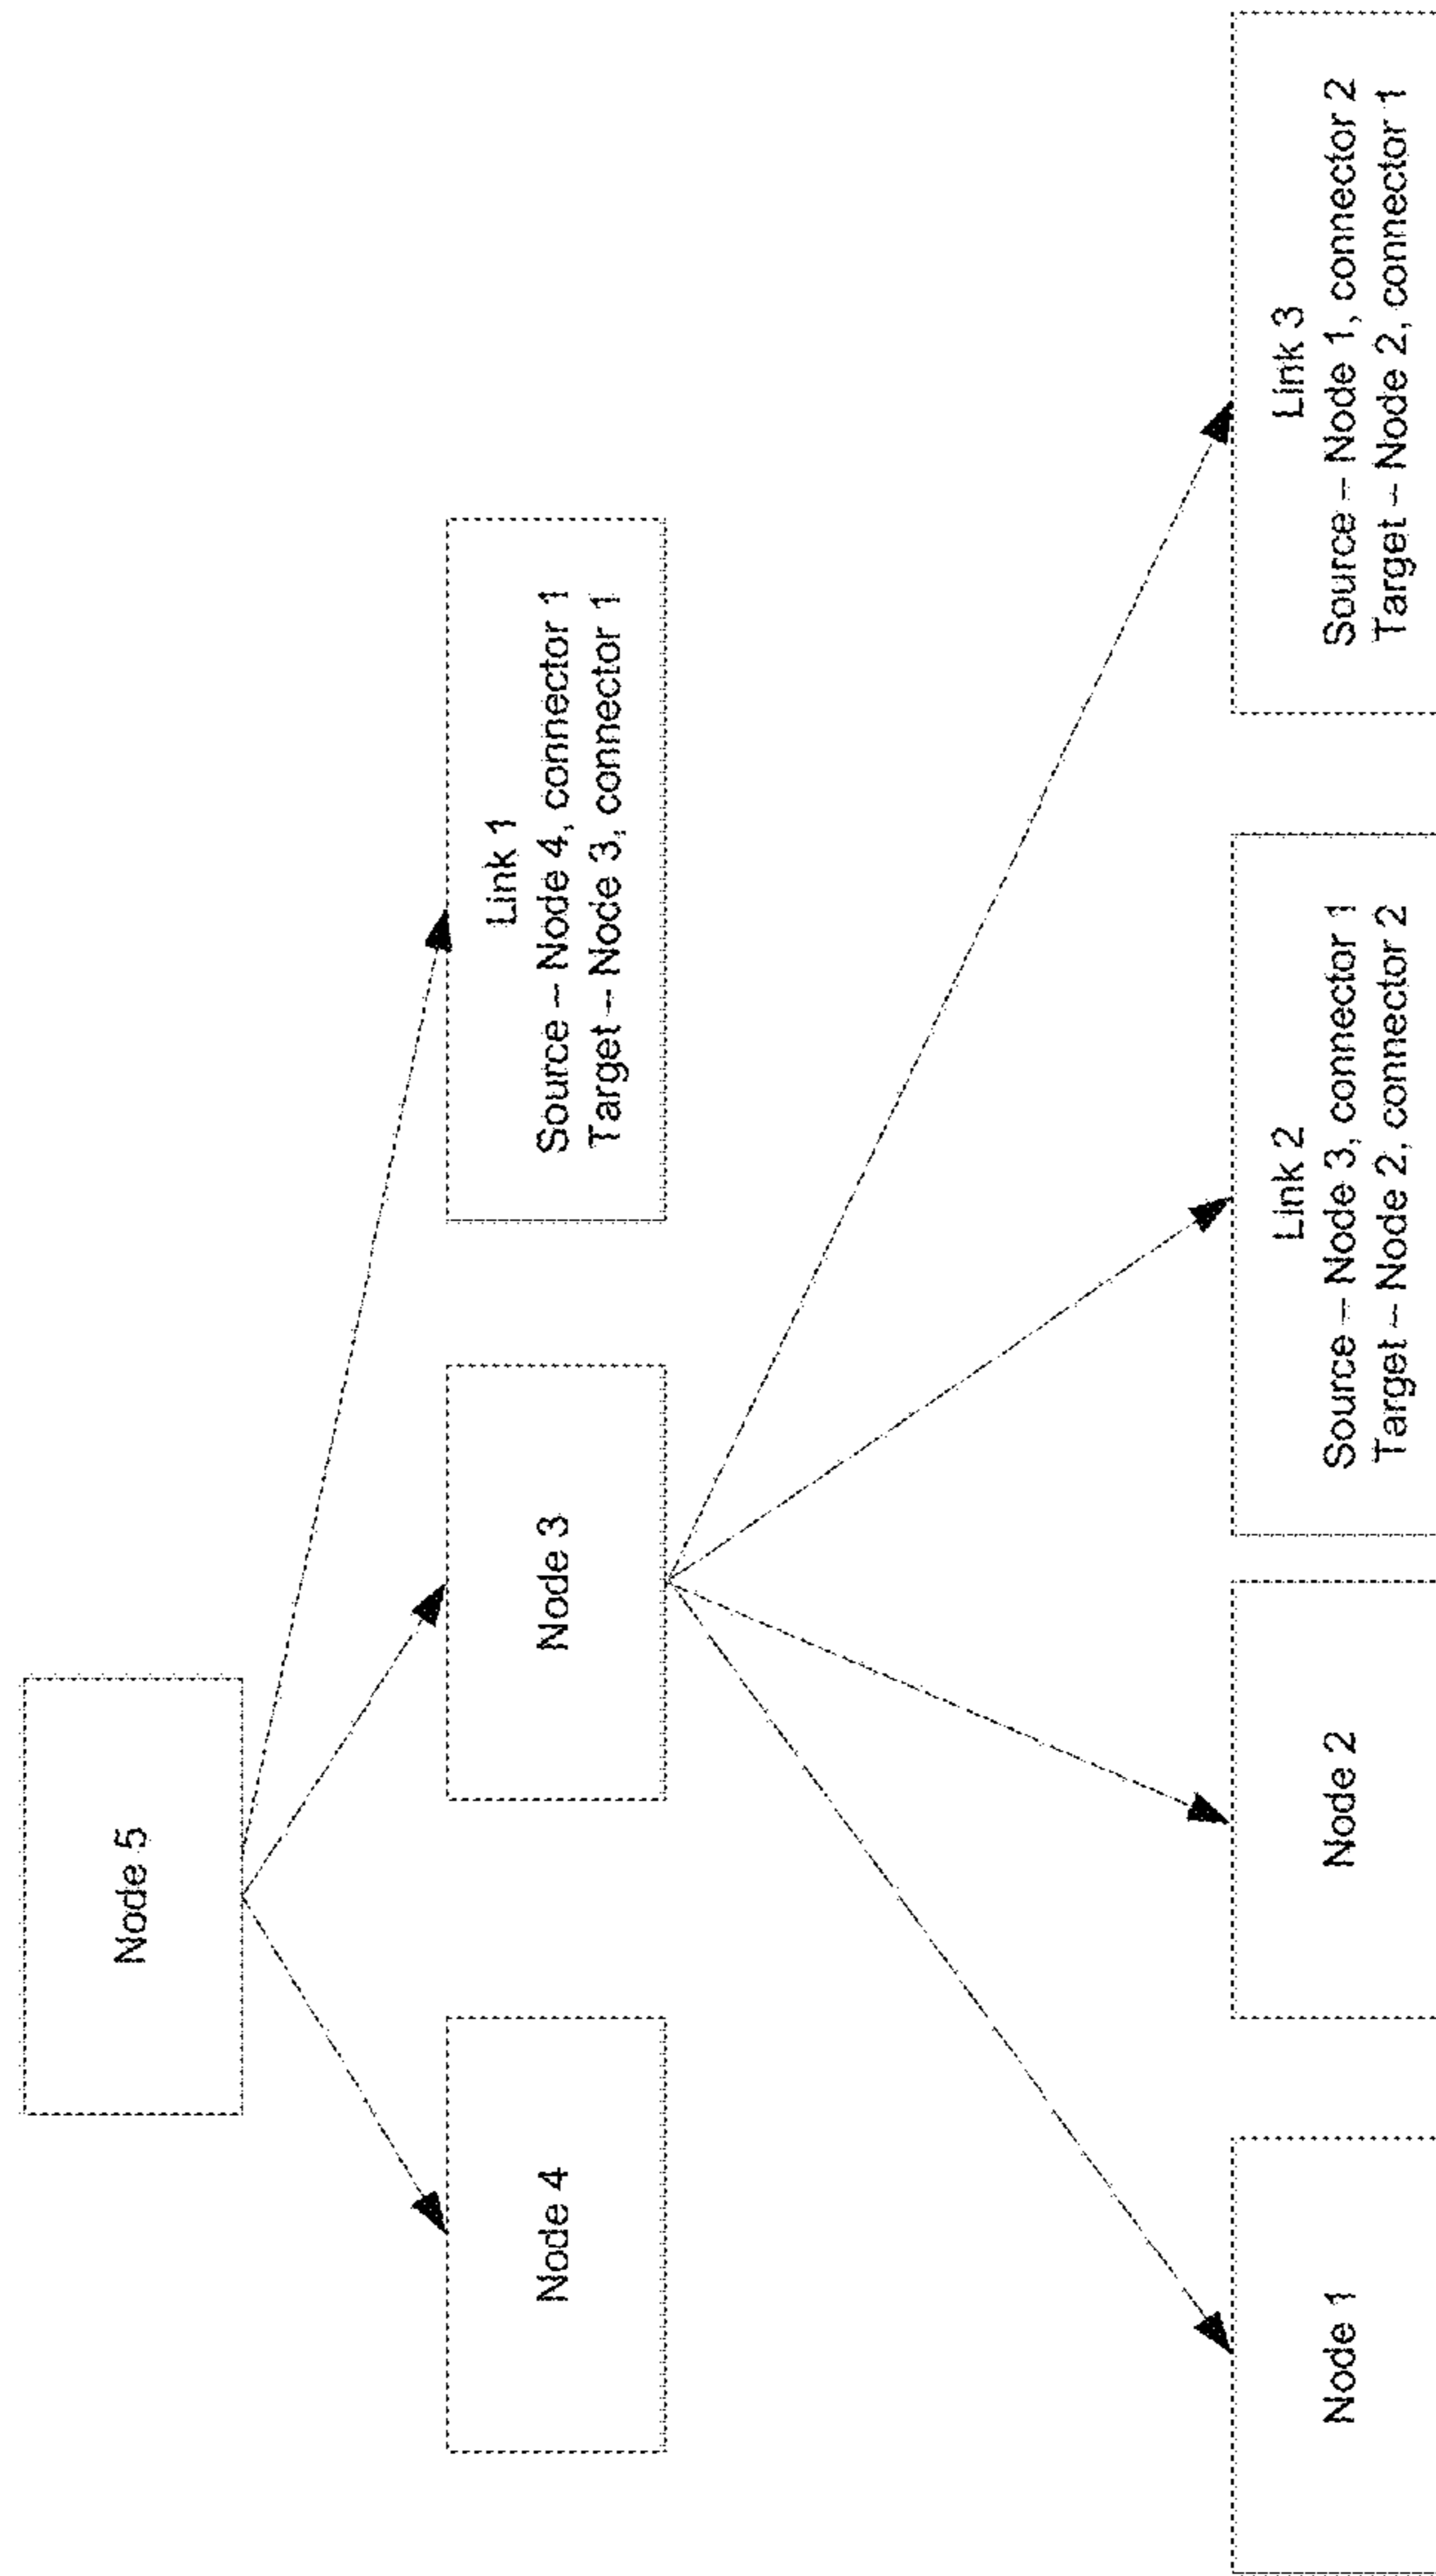 Node 5
Node 4
Node 3
Link 1
Source – Node 4, connector 1
Target – Node 3, connector 1
Node 1
Node 2
Link 2
Source – Node 3, connector 1
Target – Node 2, connector 2
Link 3
Source – Node 1, connector 2
Target – Node 2, connector 1